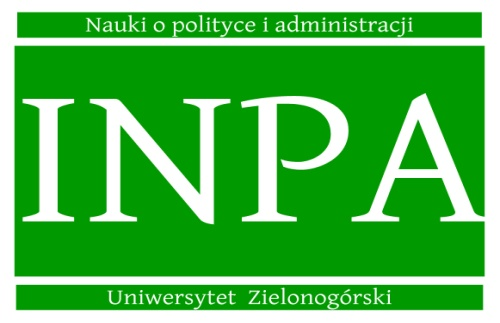 Nauki o polityce i administracji
INPA
Uniwersytet Zielonogórski